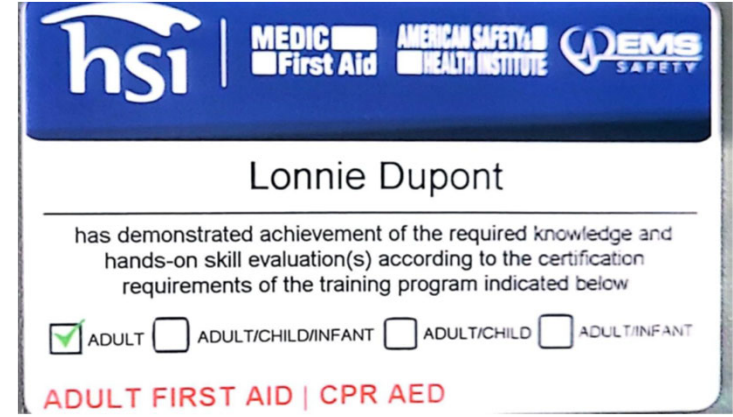 hsi
MEDIC
First Aid
AMERICAN SAFETY &
HEALTH INSTITUTE
EMS
SAFETY
Lonnie Dupont
has demonstrated achievement of the required knowledge and
hands-on skill evaluation(s) according to the certification
requirements of the training program indicated below
ADULT ADULT/CHILD/INFANT ADULT/CHILD ADULT/INFANT
ADULT FIRST AID | CPR AED